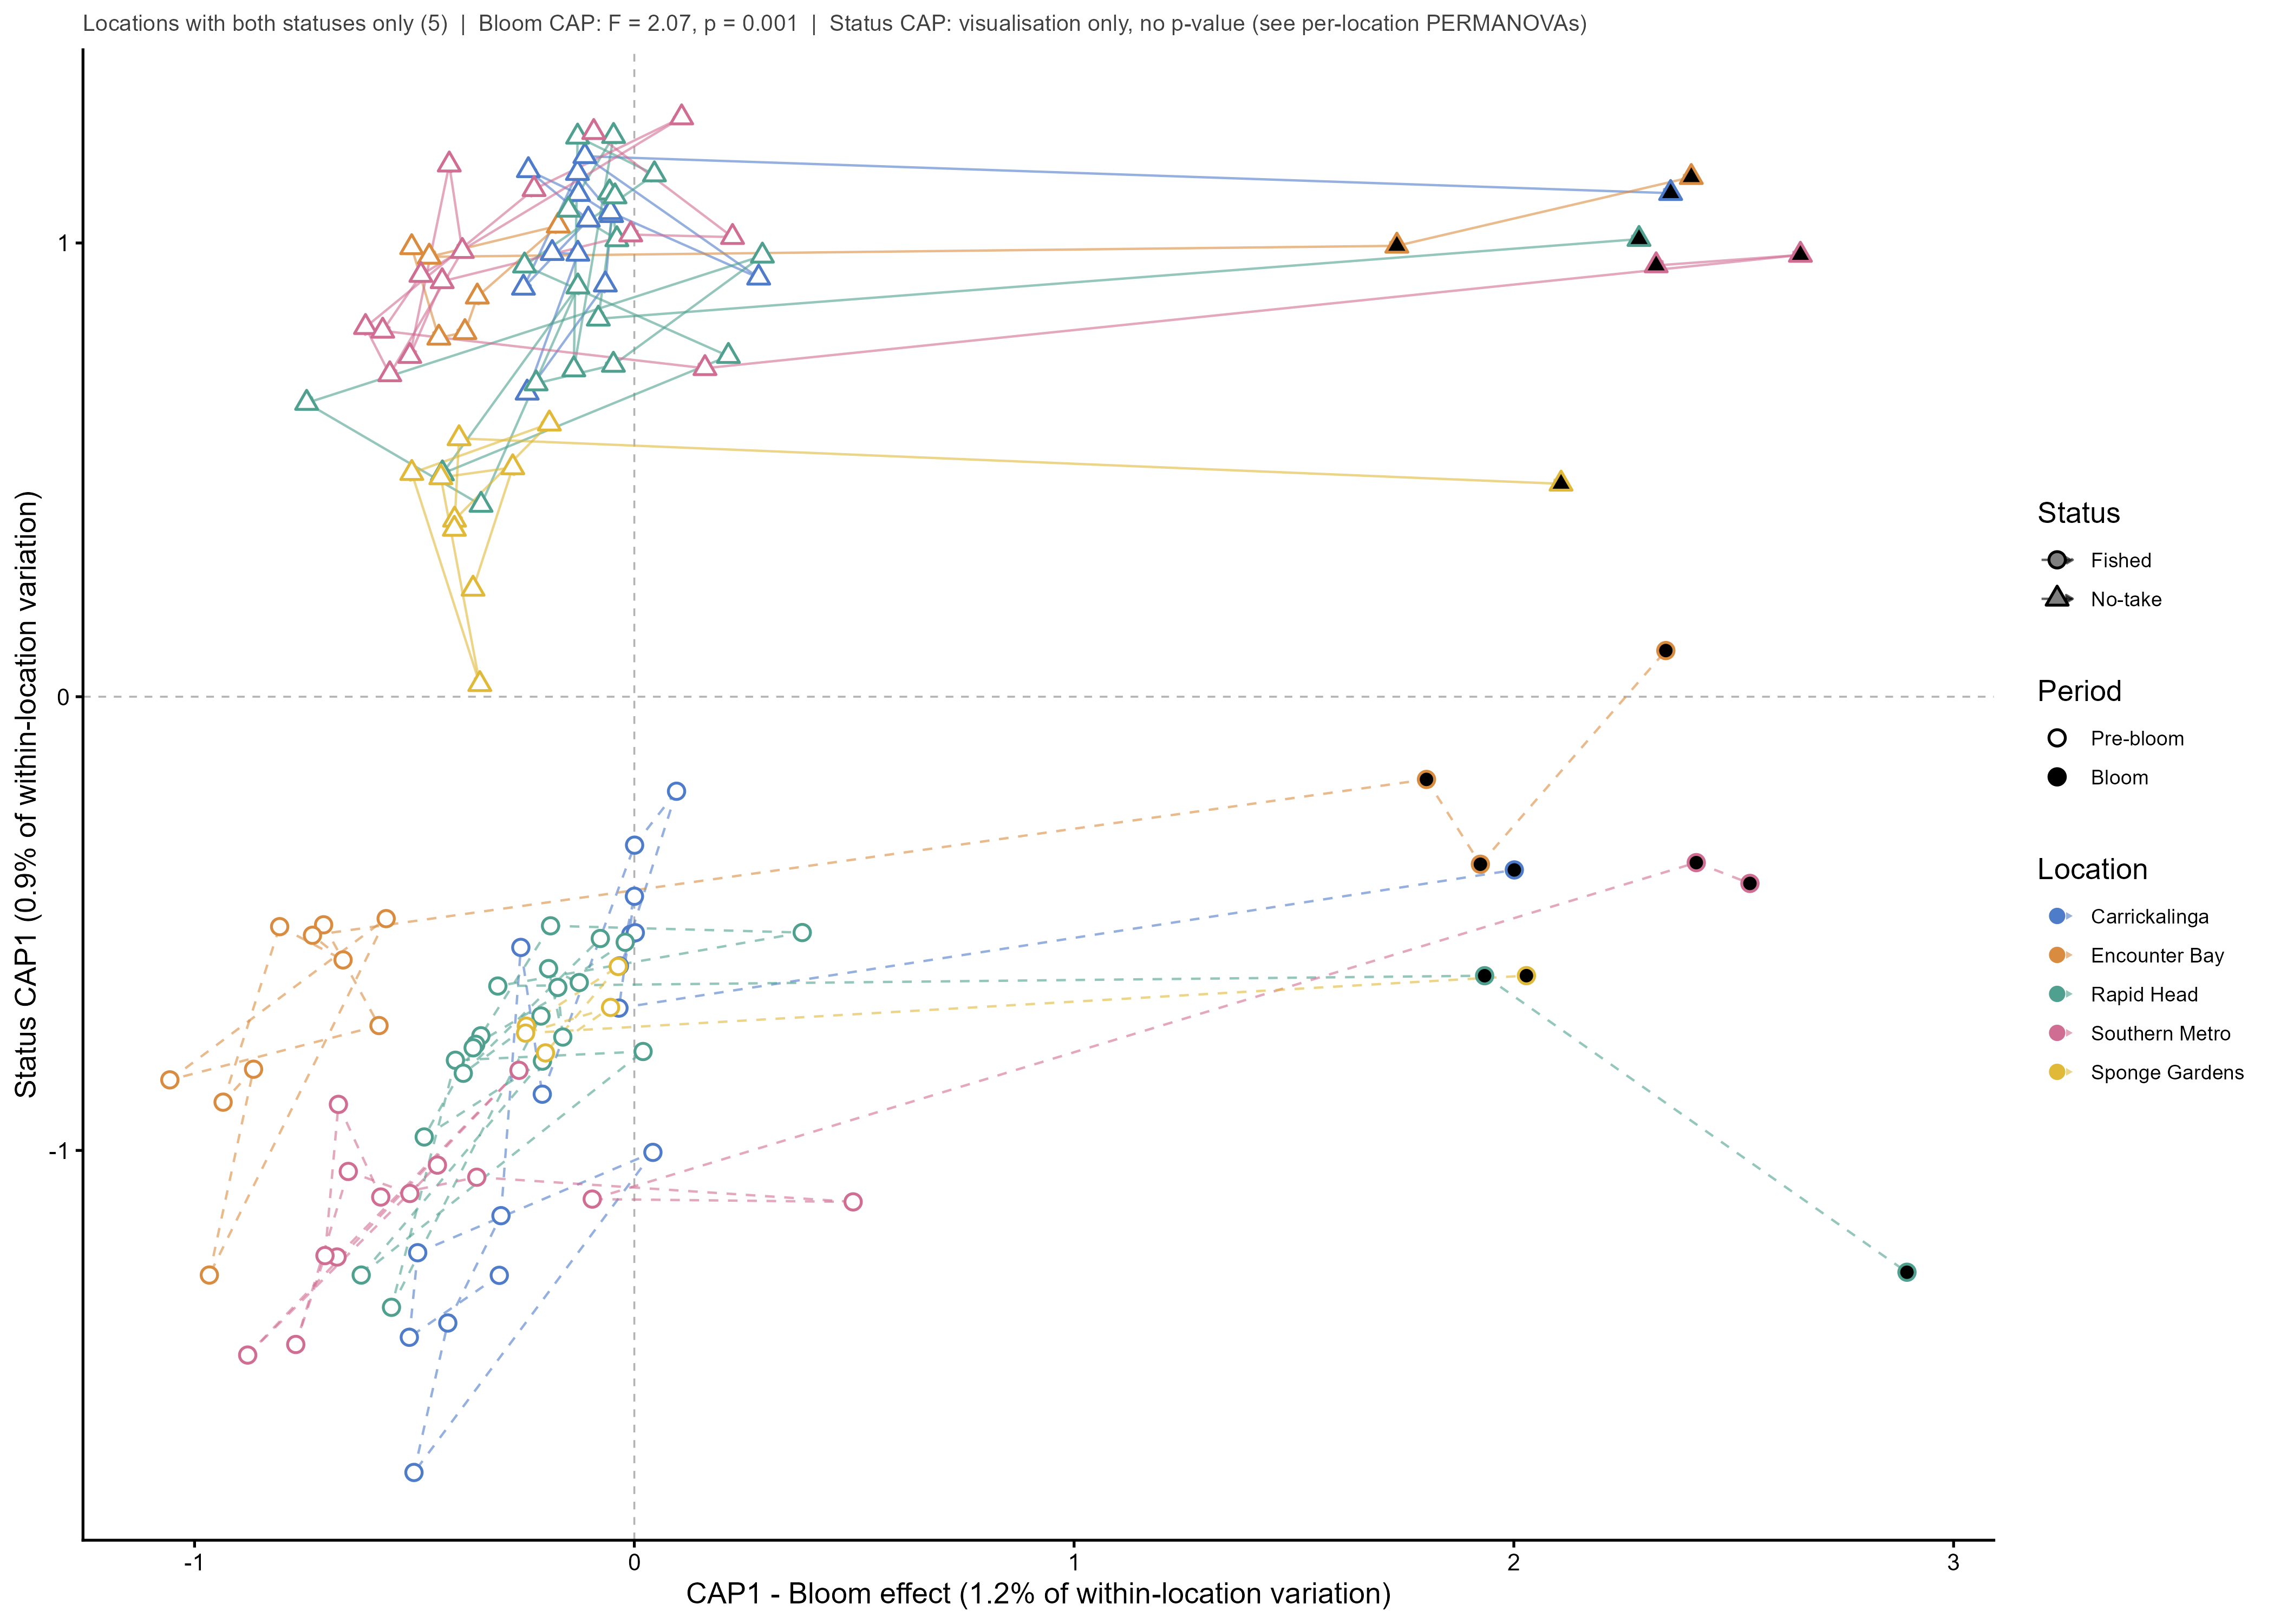 Locations with both statuses only (5)  |  Bloom CAP: F = 2.07, p = 0.001  |  Status CAP: visualisation only, no p-value (see per-location PERMANOVAs)
Status CAP1 (0.9% of within-location variation)
1
0
-1
-1
0
1
2
3
CAP1 - Bloom effect (1.2% of within-location variation)
Status
Fished
No-take
Period
Pre-bloom
Bloom
Location
Carrickalinga
Encounter Bay
Rapid Head
Southern Metro
Sponge Gardens